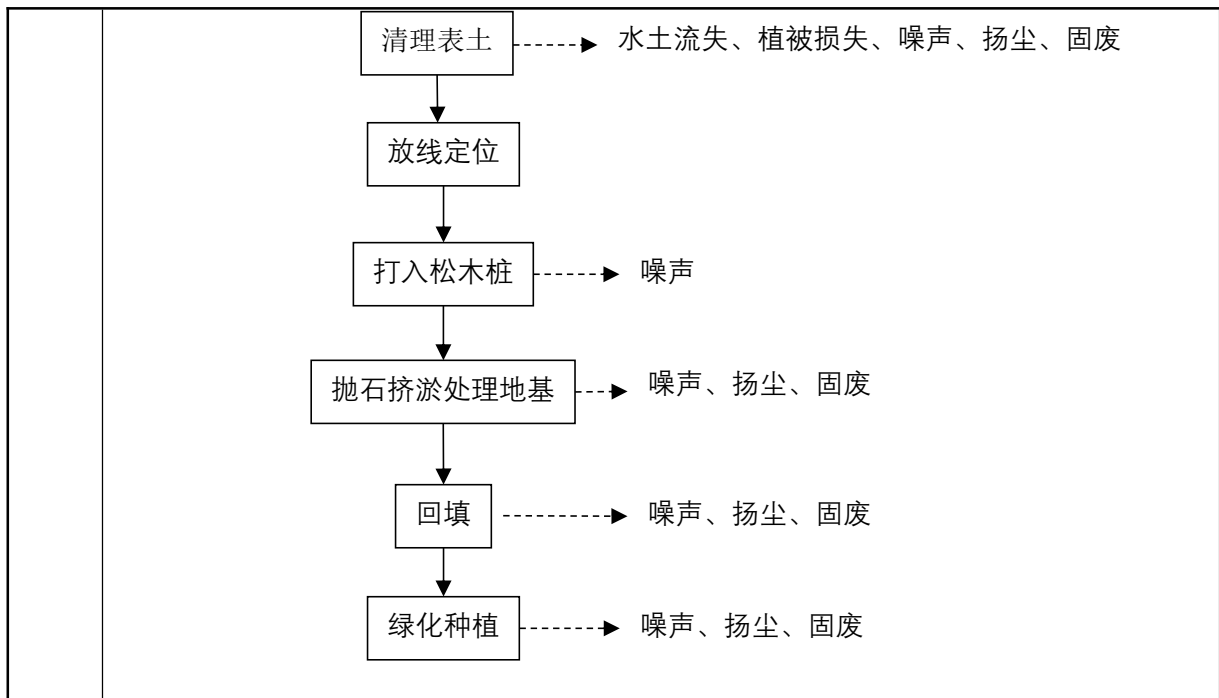 清理表土 水土流失、植被损失、噪声、扬尘、固废
放线定位
打入松木桩 噪声
抛石挤淤处理地基 噪声、扬尘、固废
回填 噪声、扬尘、固废
绿化种植 噪声、扬尘、固废